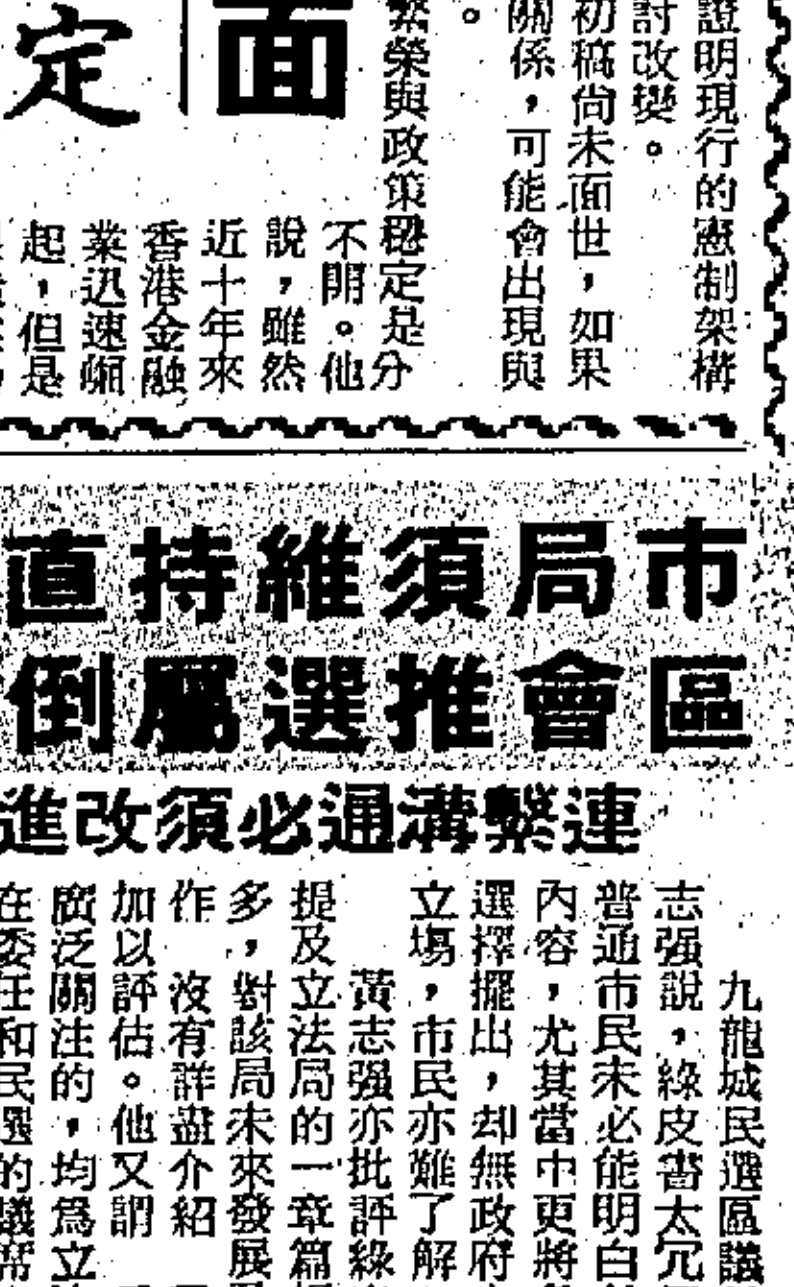 證明現行的憲制架構
討改變。
初稿尚未面世，如果
關係，可能會出現與
。
繁榮與政策穩定是分
不開。他
說，雖然
近十年來
香港金融
業迅速崛
起，但是
面
定
市局須維持直
區會推選屬倒
連繫溝通必須改進
九龍城民選區議
志强說，綠皮書太冗
普通市民未必能明白
內容，尤其當中更將
選擇擺出，却無政府
立場，市民亦難了解
黃志强亦批評綠
提及立法局的一章篇
多，對該局未來發展
作　沒有詳盡介紹
加以評估。他又謂
廣泛關注的，均爲立
在委任和民選的議席